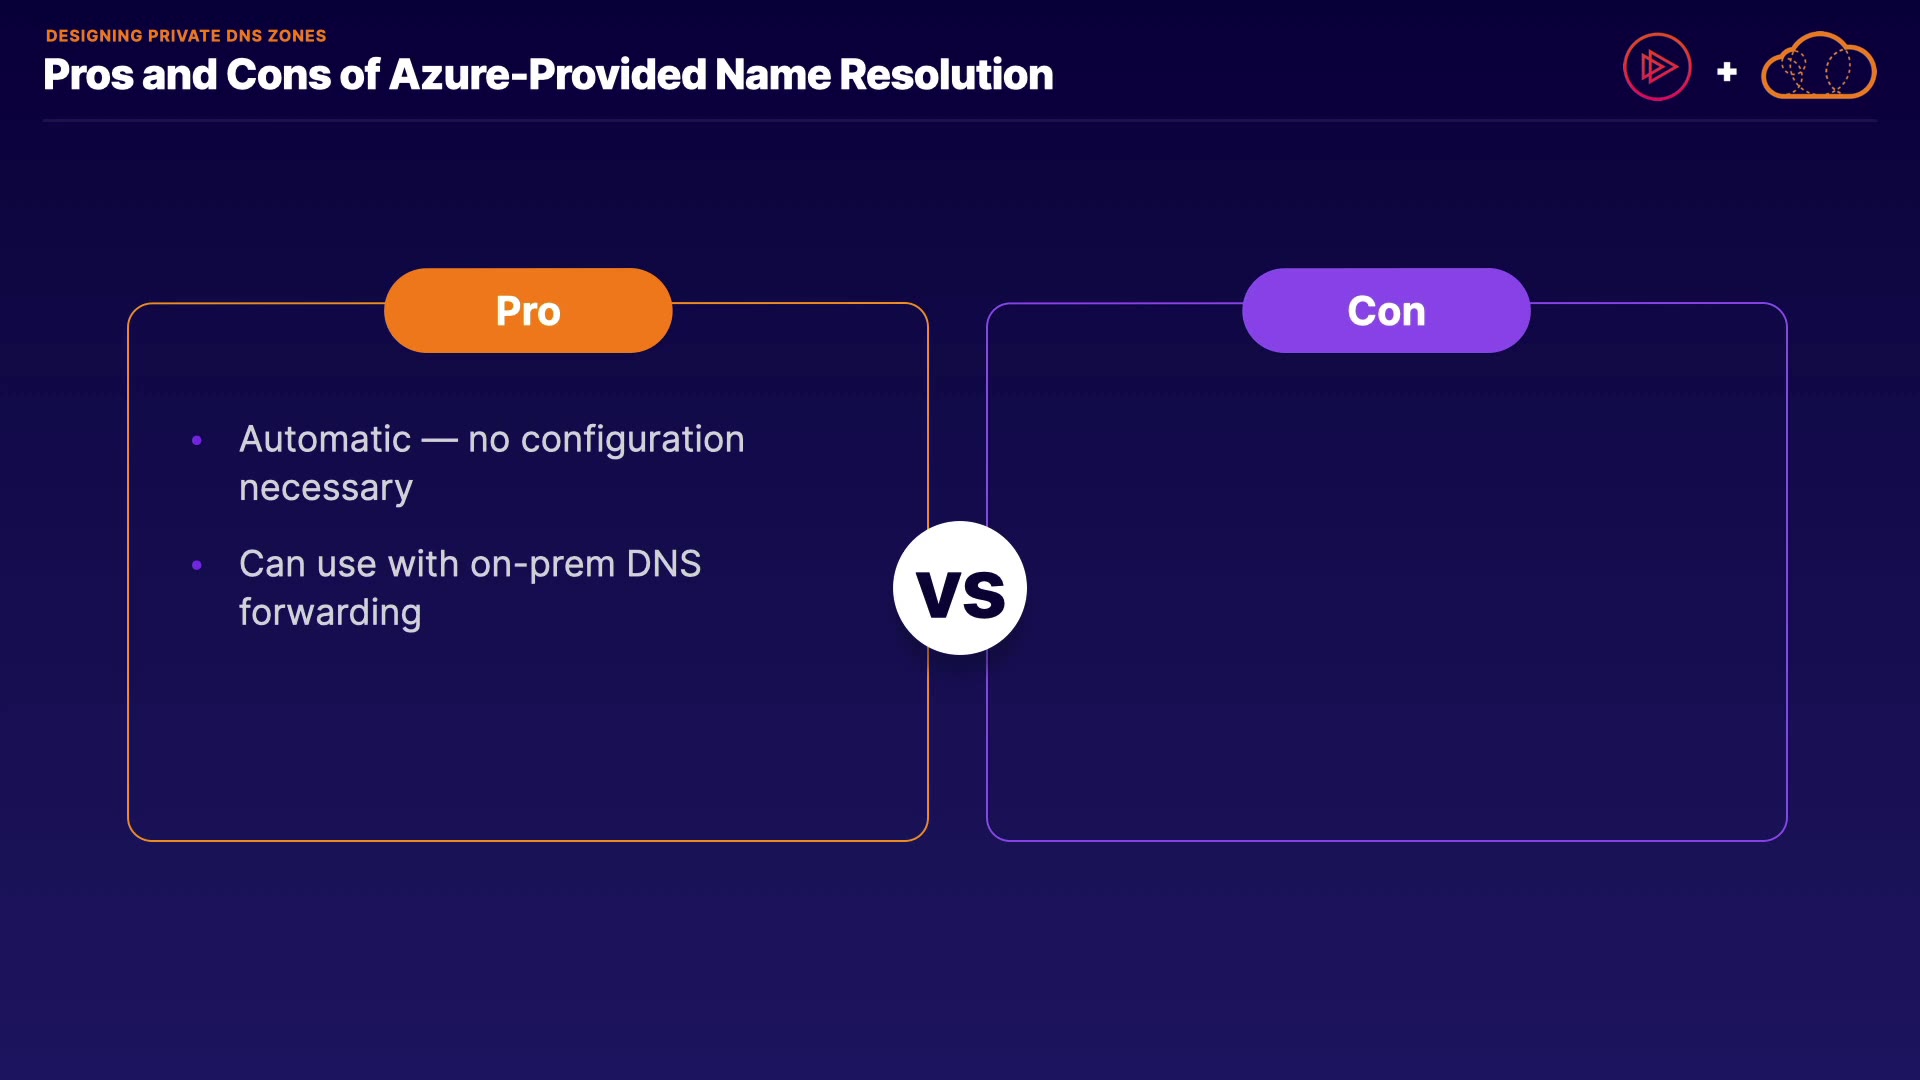 DESIGNING PRIVATE DNS ZONES
Pros and Cons of Azure-Provided Name Resolution
+
Pro
• Automatic — no configuration
necessary
• Can use with on-prem DNS
forwarding
VS
Con